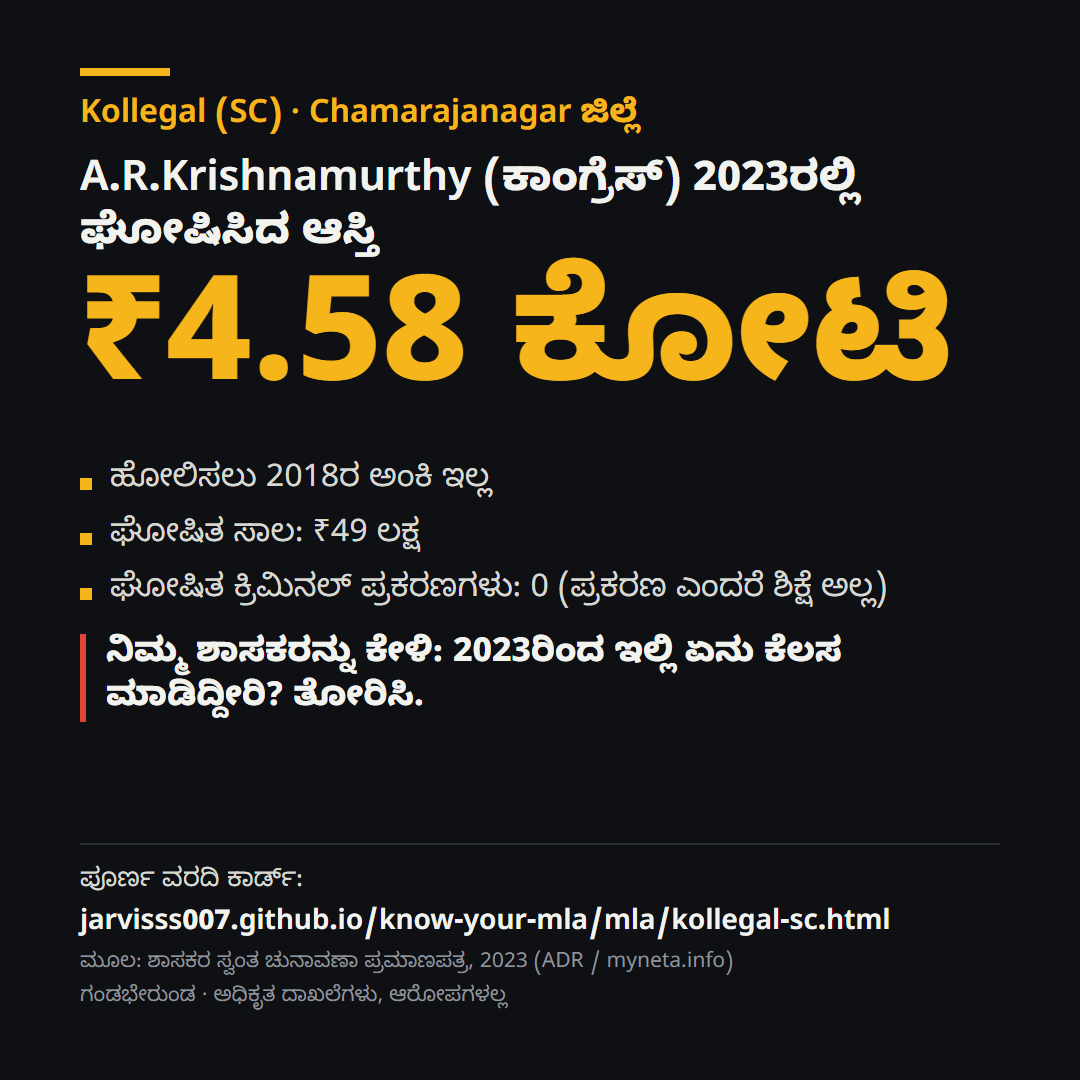 Kollegal (SC) · Chamarajanagar ಜಿಲ್ಲೆ
A.R.Krishnamurthy (ಕಾಂಗ್ರೆಸ್) 2023ರಲ್ಲಿ
ಘೋಷಿಸಿದ ಆಸ್ತಿ
₹4.58 ಕೋಟಿ
ಹೋಲಿಸಲು 2018ರ ಅಂಕಿ ಇಲ್ಲ
ಘೋಷಿತ ಸಾಲ: ₹49 ಲಕ್ಷ
ಘೋಷಿತ ಕ್ರಿಮಿನಲ್ ಪ್ರಕರಣಗಳು: 0 (ಪ್ರಕರಣ ಎಂದರೆ ಶಿಕ್ಷೆ ಅಲ್ಲ)
ನಿಮ್ಮ ಶಾಸಕರನ್ನು ಕೇಳಿ: 2023ರಿಂದ ಇಲ್ಲಿ ಏನು ಕೆಲಸ
ಮಾಡಿದ್ದೀರಿ? ತೋರಿಸಿ.
ಪೂರ್ಣ ವರದಿ ಕಾರ್ಡ್:
jarvisss007.github.io/know-your-mla/mla/kollegal-sc.html
ಮೂಲ: ಶಾಸಕರ ಸ್ವಂತ ಚುನಾವಣಾ ಪ್ರಮಾಣಪತ್ರ, 2023 (ADR / myneta.info)
ಗಂಡಭೇರುಂಡ · ಅಧಿಕೃತ ದಾಖಲೆಗಳು, ಆರೋಪಗಳಲ್ಲ